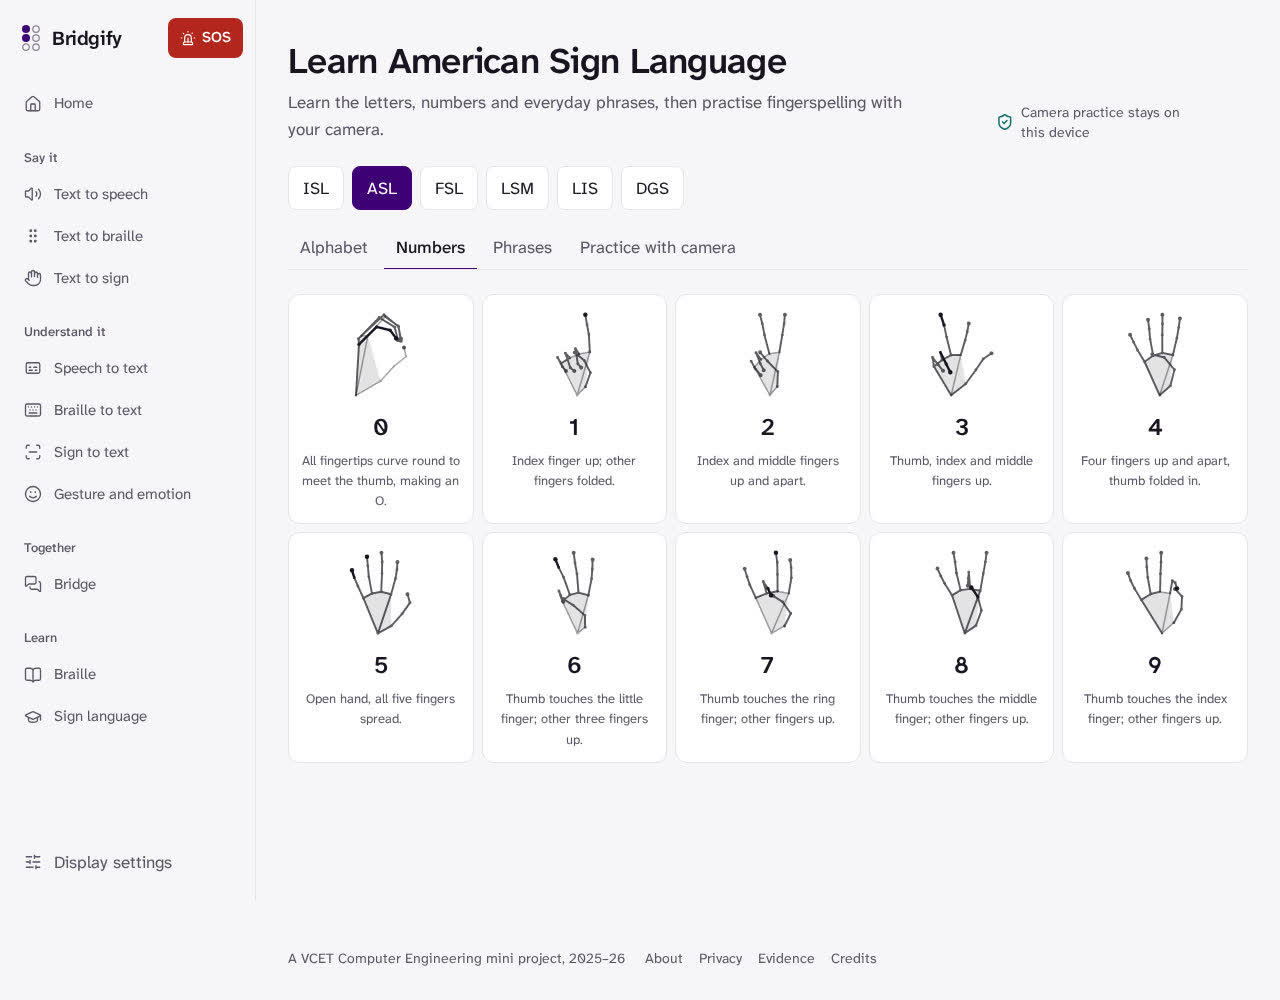 Bridgify
SOS
Home
Say it
Text to speech
Text to braille
Text to sign
Understand it
Speech to text
Braille to text
Sign to text
Gesture and emotion
Together
Bridge
Learn
Braille
Sign language
Display settings
Learn American Sign Language
Learn the letters, numbers and everyday phrases, then practise fingerspelling with
your camera.
Camera practice stays on
this device
ISL ASL FSL LSM LIS DGS
Alphabet Numbers Phrases Practice with camera
0
All fingertips curve round to
meet the thumb, making an
O.
1
Index finger up; other
fingers folded.
2
Index and middle fingers
up and apart.
3
Thumb, index and middle
fingers up.
4
Four fingers up and apart,
thumb folded in.
5
Open hand, all five fingers
spread.
6
Thumb touches the little
finger; other three fingers
up.
7
Thumb touches the ring
finger; other fingers up.
8
Thumb touches the middle
finger; other fingers up.
9
Thumb touches the index
finger; other fingers up.
A VCET Computer Engineering mini project, 2025–26 About Privacy Evidence Credits